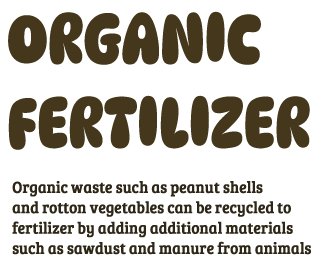 ORGANIC
FERTILIZER
Organic waste such as peanut shells
and rotton vegetables can be recycled to
fertilizer by adding additional materials
such as sawdust and manure from animals